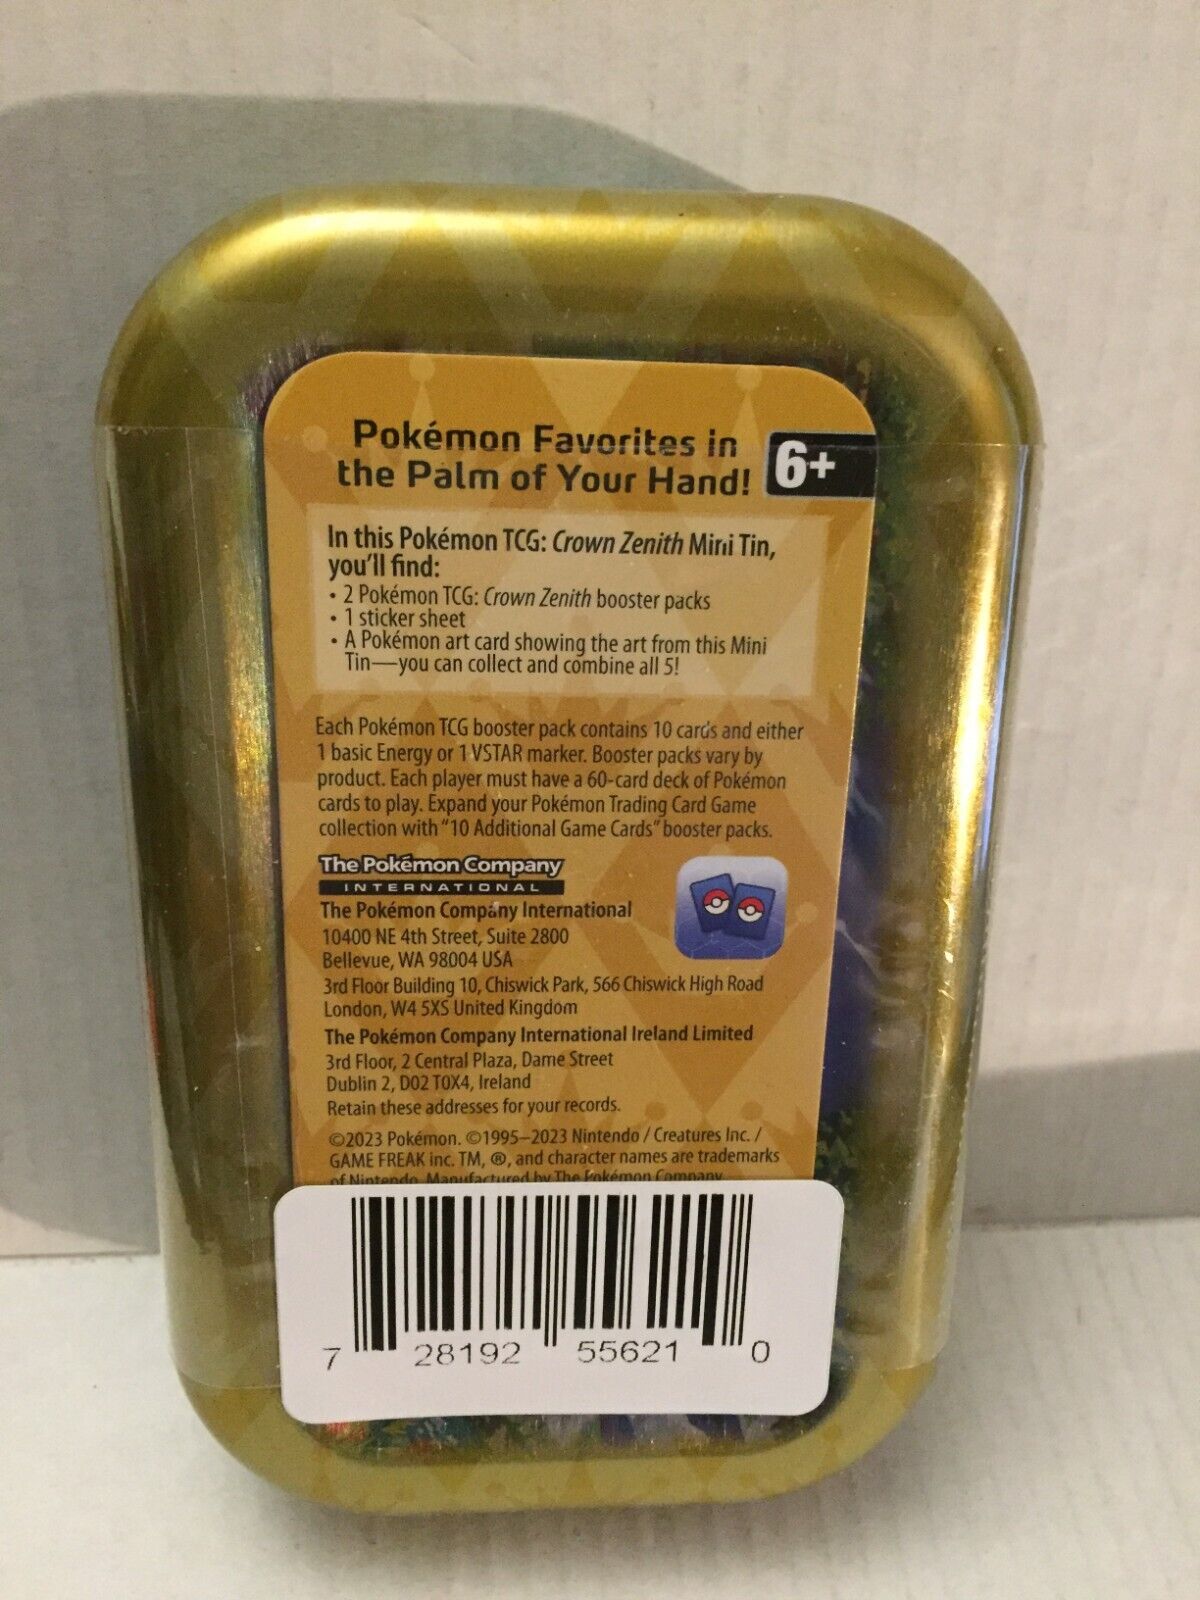 Pokémon Favorites in
the Palm of Your Hand!
6+
In this Pokémon TCG: Crown Zenith Mini Tin,
you'll find:
• 2 Pokémon TCG: Crown Zenith booster packs
• 1 sticker sheet
• A Pokémon art card showing the art from this Mini
Tin—you can collect and combine all 5!
Each Pokémon TCG booster pack contains 10 cards and either
1 basic Energy or 1 VSTAR marker. Booster packs vary by
product. Each player must have a 60-card deck of Pokémon
cards to play. Expand your Pokémon Trading Card Game
collection with "10 Additional Game Cards" booster packs.
The Pokémon Company
INTERNATIONAL
The Pokémon Company International
10400 NE 4th Street, Suite 2800
Bellevue, WA 98004 USA
3rd Floor Building 10, Chiswick Park, 566 Chiswick High Road
London, W4 5XS United Kingdom
The Pokémon Company International Ireland Limited
3rd Floor, 2 Central Plaza, Dame Street
Dublin 2, D02 T0X4, Ireland
Retain these addresses for your records.
©2023 Pokémon. ©1995–2023 Nintendo / Creatures Inc. /
GAME FREAK inc. TM, ®, and character names are trademarks
of Nintendo. Manufactured by The Pokémon Company
7 28192 55621 0